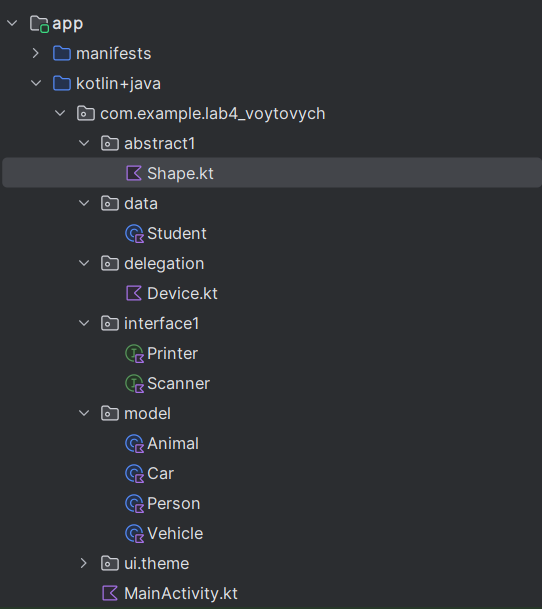 app
manifests
kotlin+java
com.example.lab4_voytovych
abstract1
Shape.kt
data
Student
delegation
Device.kt
interface1
Printer
Scanner
model
Animal
Car
Person
Vehicle
ui.theme
MainActivity.kt